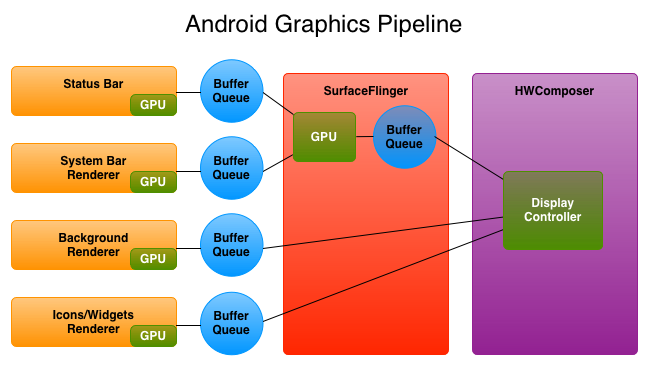 Android Graphics Pipeline
Status Bar
GPU
Buffer
Queue
System Bar
Renderer
GPU
Buffer
Queue
Background
Renderer
GPU
Buffer
Queue
Icons/Widgets
Renderer
GPU
Buffer
Queue
SurfaceFlinger
GPU
Buffer
Queue
HWComposer
Display
Controller